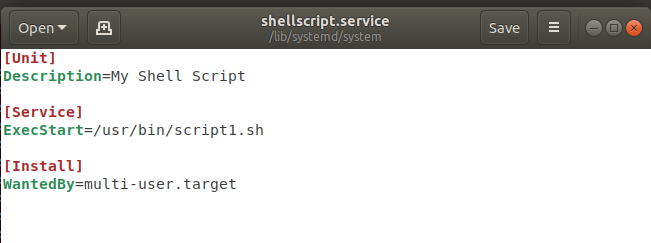 Open
shellscript.service
/lib/systemd/system
Save
[Unit]
Description=My Shell Script

[Service]
ExecStart=/usr/bin/script1.sh

[Install]
WantedBy=multi-user.target